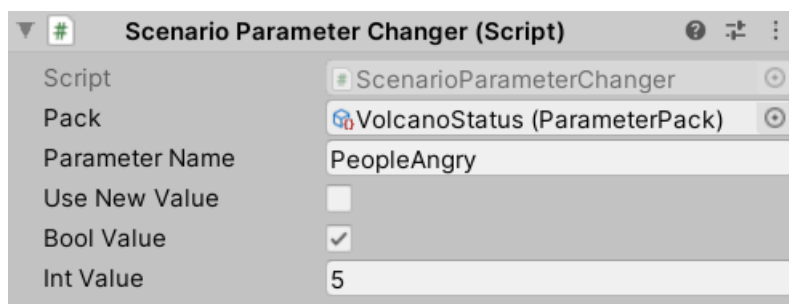 # Scenario Parameter Changer (Script)
Script # ScenarioParameterChanger
Pack VolcanoStatus (ParameterPack)
Parameter Name PeopleAngry
Use New Value
Bool Value
Int Value 5